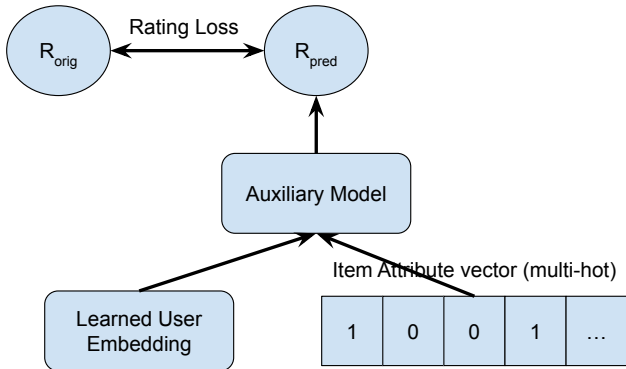 Rating Loss
R_orig
R_pred
Auxiliary Model
Item Attribute vector (multi-hot)
Learned User
Embedding
1 0 0 1 ...